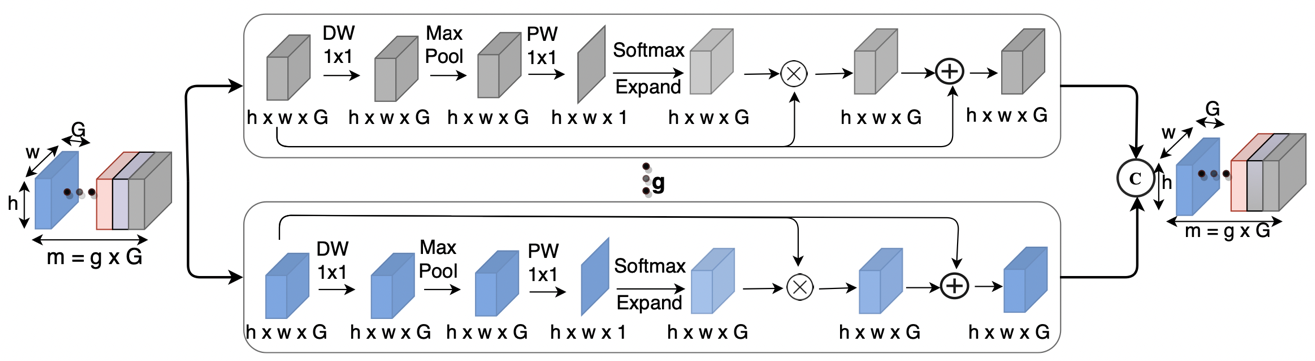 DW
1x1
Max
Pool
PW
1x1
Softmax
Expand
h x w x G
h x w x G
h x w x G
h x w x 1
h x w x G
h x w x G
h x w x G
w
G
h
m = g x G
g
C
w
G
h
m = g x G
DW
1x1
Max
Pool
PW
1x1
Softmax
Expand
h x w x G
h x w x G
h x w x G
h x w x 1
h x w x G
h x w x G
h x w x G